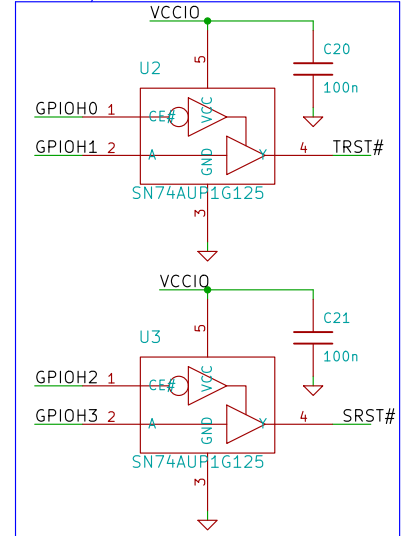 VCCIO
C20
100n
U2
5
GPIOH0 1 CE# VCC
GPIOH1 2 A GND Y 4 TRST#
SN74AUP1G125
3
VCCIO
C21
100n
U3
5
GPIOH2 1 CE# VCC
GPIOH3 2 A GND Y 4 SRST#
SN74AUP1G125
3